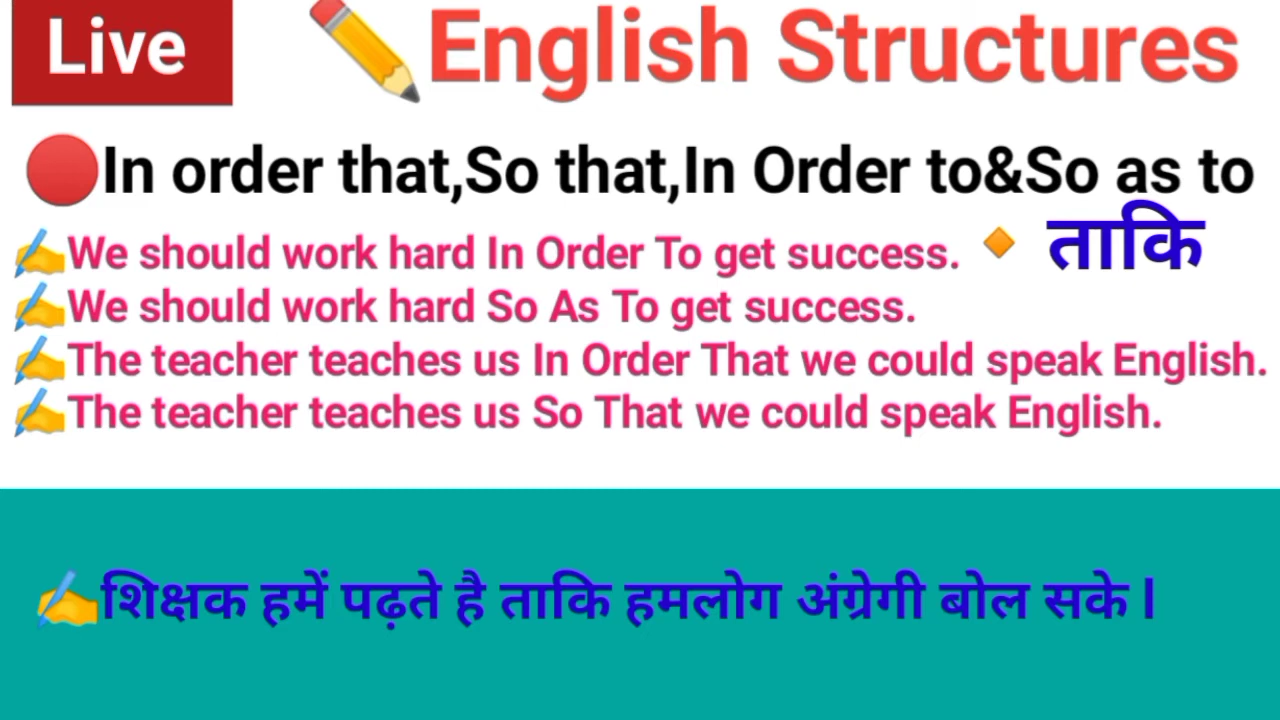 Live
English Structures
In order that,So that,In Order to&So as to
ताकि
We should work hard In Order To get success.
We should work hard So As To get success.
The teacher teaches us In Order That we could speak English.
The teacher teaches us So That we could speak English.
शिक्षक हमें पढ़ते है ताकि हमलोग अंग्रेगी बोल सके l